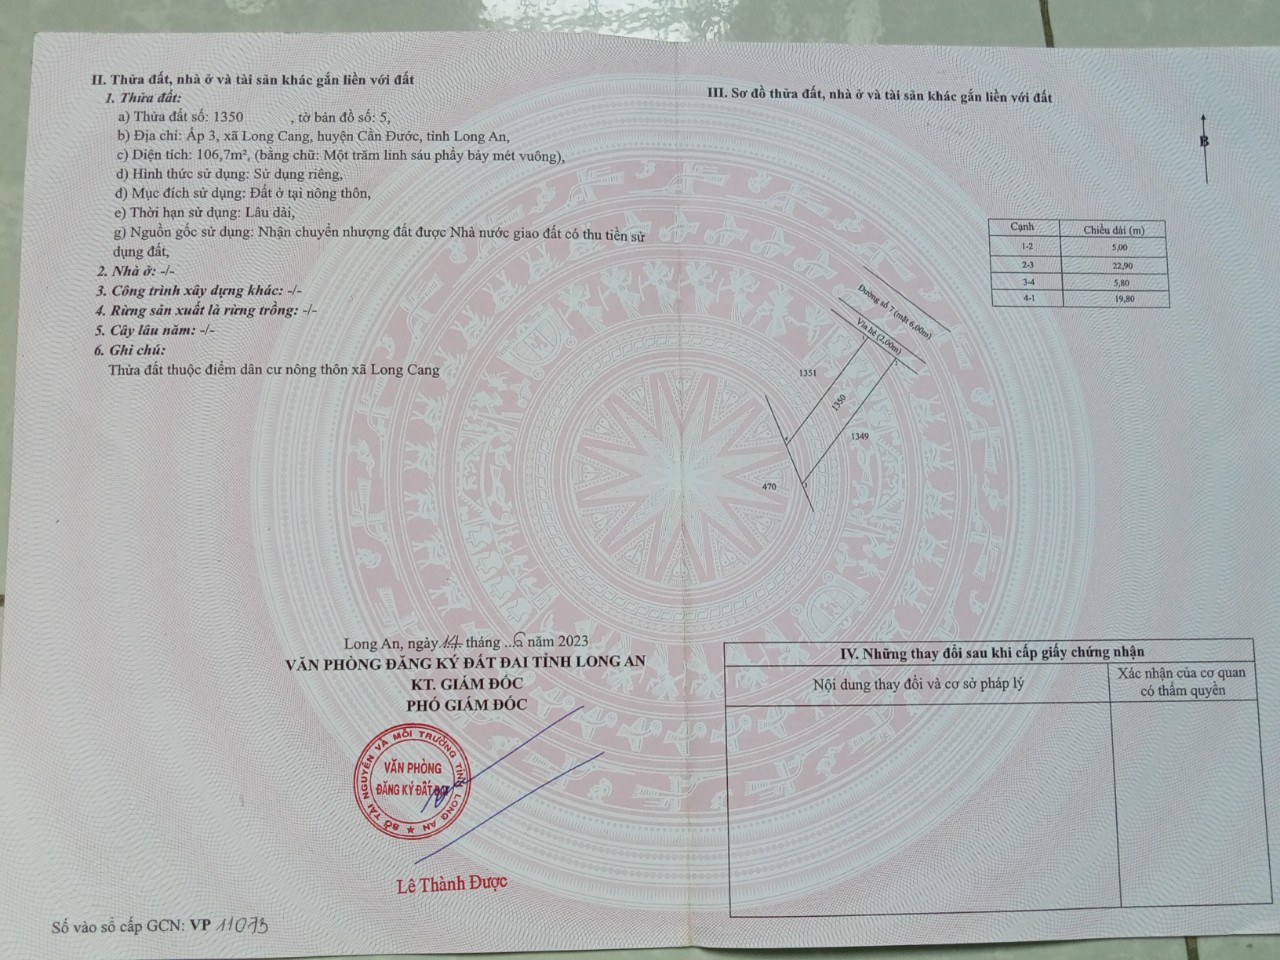 II. Thửa đất, nhà ở và tài sản khác gắn liền với đất
1. Thửa đất:
a) Thửa đất số: 1350 , tờ bản đồ số: 5,
b) Địa chỉ: Ấp 3, xã Long Cang, huyện Cần Đước, tỉnh Long An,
c) Diện tích: 106,7m², (bằng chữ: Một trăm linh sáu phẩy bảy mét vuông),
d) Hình thức sử dụng: Sử dụng riêng,
đ) Mục đích sử dụng: Đất ở tại nông thôn,
e) Thời hạn sử dụng: Lâu dài,
g) Nguồn gốc sử dụng: Nhận chuyển nhượng đất được Nhà nước giao đất có thu tiền sử
dụng đất,
2. Nhà ở: -/-
3. Công trình xây dựng khác: -/-
4. Rừng sản xuất là rừng trồng: -/-
5. Cây lâu năm: -/-
6. Ghi chú:
Thửa đất thuộc điểm dân cư nông thôn xã Long Cang
Long An, ngày 14 tháng 6 năm 2023
VĂN PHÒNG ĐĂNG KÝ ĐẤT ĐAI TỈNH LONG AN
KT. GIÁM ĐỐC
PHÓ GIÁM ĐỐC
SỞ TÀI NGUYÊN VÀ MÔI TRƯỜNG TỈNH LONG AN
VĂN PHÒNG
ĐĂNG KÝ ĐẤT ĐAI
Lê Thành Được
Số vào sổ cấp GCN: VP 11073
III. Sơ đồ thửa đất, nhà ở và tài sản khác gắn liền với đất
B
Cạnh Chiều dài (m)
1-2 5,00
2-3 22,90
3-4 5,80
4-1 19,80
Đường số 7 (mặt 6,00m)
Vỉa hè (2,00m)
1351
1350
1349
470
IV. Những thay đổi sau khi cấp giấy chứng nhận
Nội dung thay đổi và cơ sở pháp lý
Xác nhận của cơ quan
có thẩm quyền